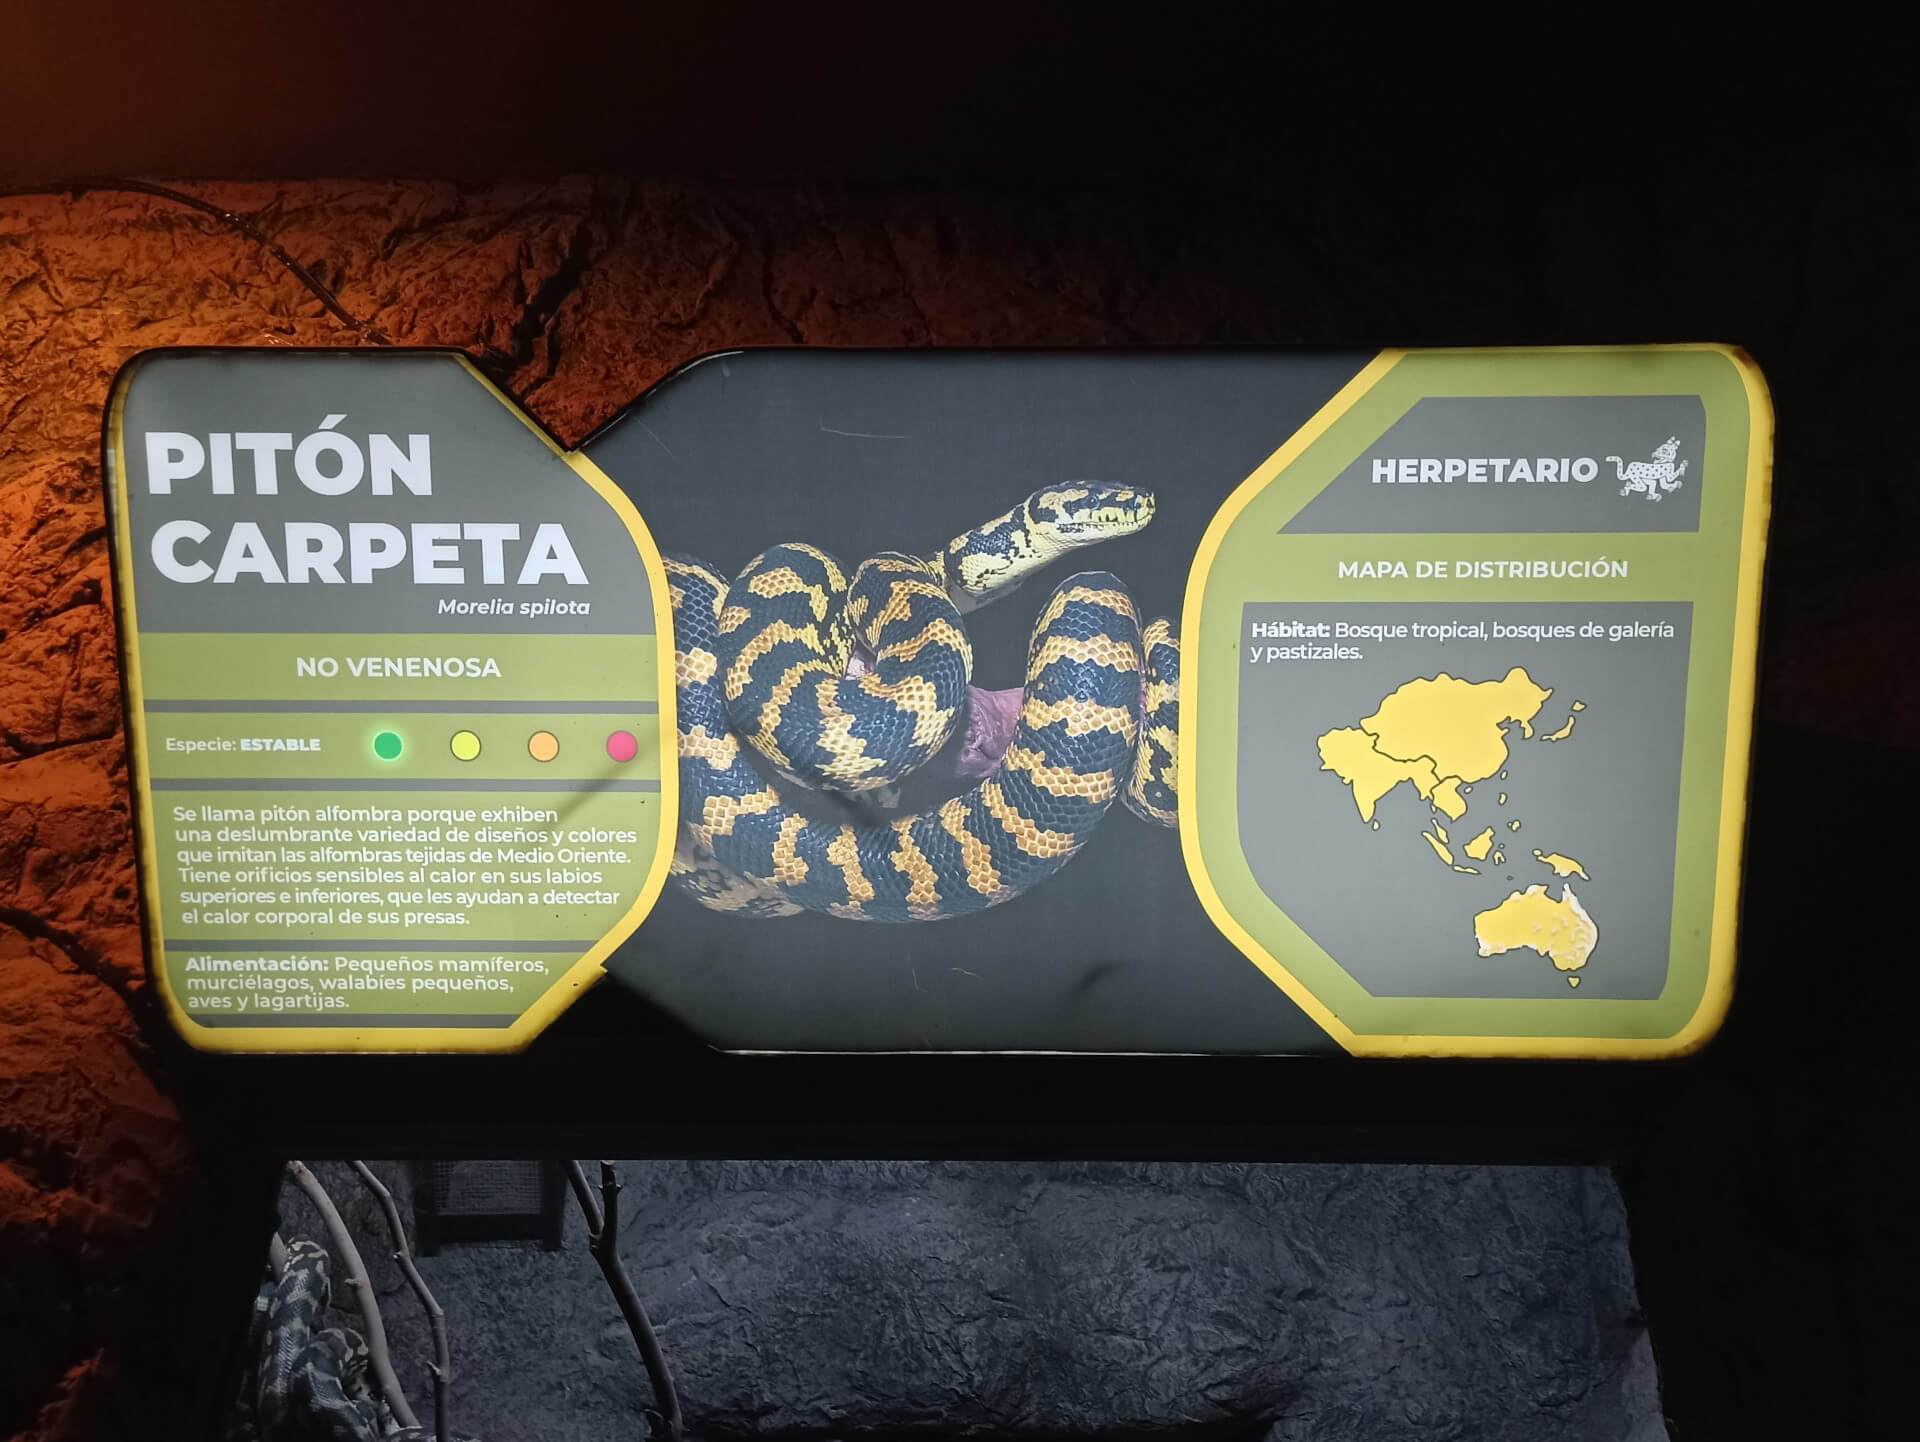 PITÓN
CARPETA
Morelia spilota
NO VENENOSA
Especie: ESTABLE
Se llama pitón alfombra porque exhiben
una deslumbrante variedad de diseños y colores
que imitan las alfombras tejidas de Medio Oriente.
Tiene orificios sensibles al calor en sus labios
superiores e inferiores, que les ayudan a detectar
el calor corporal de sus presas.
Alimentación: Pequeños mamíferos,
murciélagos, walabíes pequeños,
aves y lagartijas.
HERPETARIO
MAPA DE DISTRIBUCIÓN
Hábitat: Bosque tropical, bosques de galería
y pastizales.